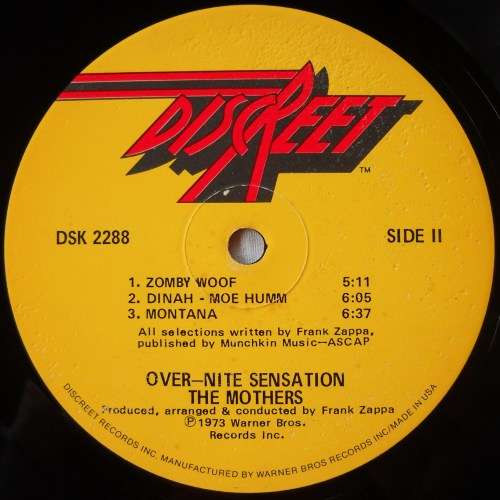 DISCREET
TM
DSK 2288
SIDE II
1. ZOMBY WOOF 5:11
2. DINAH - MOE HUMM 6:05
3. MONTANA 6:37
All selections written by Frank Zappa,
published by Munchkin Music—ASCAP
OVER—NITE SENSATION
THE MOTHERS
Produced, arranged & conducted by Frank Zappa
℗ 1973 Warner Bros.
Records Inc.
DISCREET RECORDS INC. MANUFACTURED BY WARNER BROS RECORDS INC/MADE IN USA